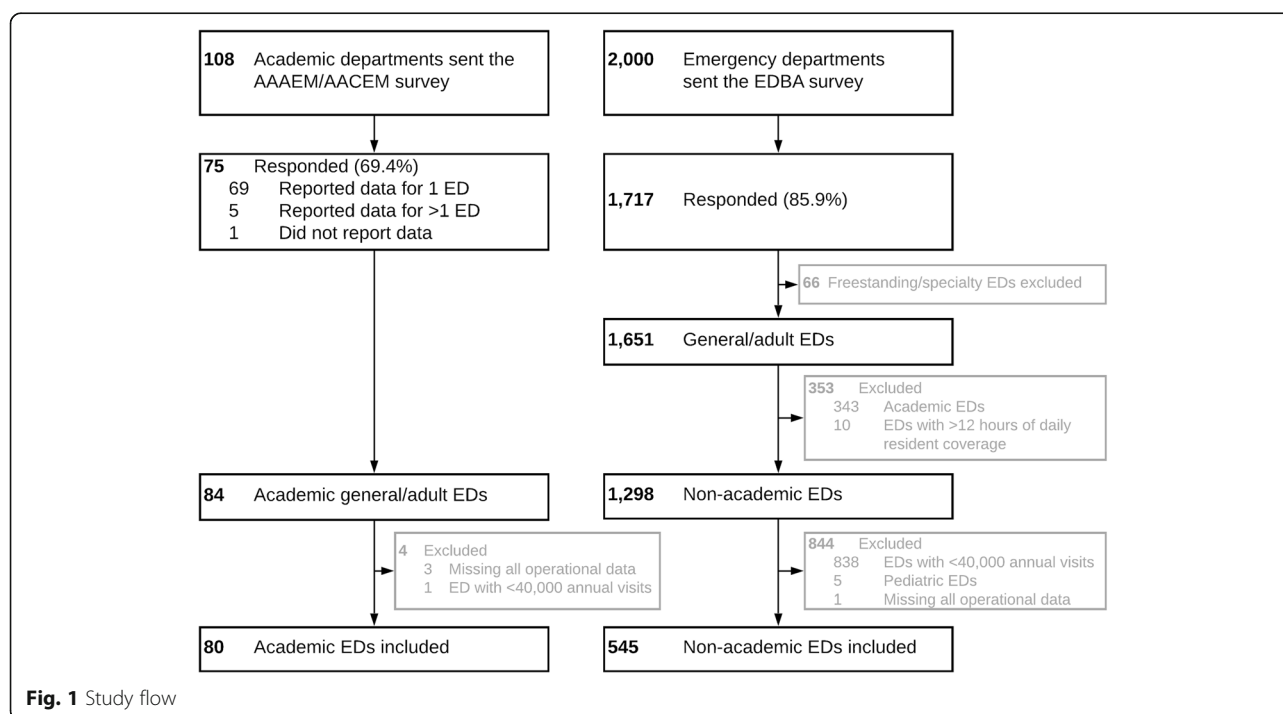 108 Academic departments sent the
AAAEM/AACEM survey
2,000 Emergency departments
sent the EDBA survey
75 Responded (69.4%)
69 Reported data for 1 ED
5 Reported data for >1 ED
1 Did not report data
1,717 Responded (85.9%)
66 Freestanding/specialty EDs excluded
1,651 General/adult EDs
353 Excluded
343 Academic EDs
10 EDs with >12 hours of daily
resident coverage
84 Academic general/adult EDs
1,298 Non-academic EDs
4 Excluded
3 Missing all operational data
1 ED with <40,000 annual visits
844 Excluded
838 EDs with <40,000 annual visits
5 Pediatric EDs
1 Missing all operational data
80 Academic EDs included
545 Non-academic EDs included
Fig. 1 Study flow